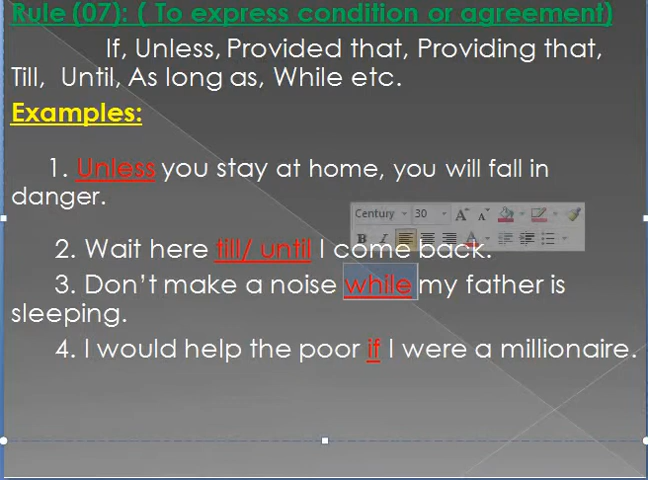 Rule (07): ( To express condition or agreement)
If, Unless, Provided that, Providing that,
Till, Until, As long as, While etc.
Examples:
1. Unless you stay at home, you will fall in
danger.
Century 30 A A
B I A
2. Wait here till/ until I come back.
3. Don't make a noise while my father is
sleeping.
4. I would help the poor if I were a millionaire.